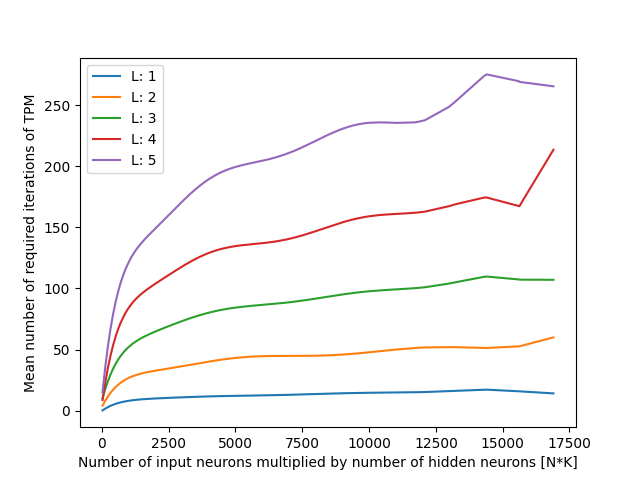 L: 1
L: 2
L: 3
L: 4
L: 5
250
200
150
100
50
0
Mean number of required iterations of TPM
0 2500 5000 7500 10000 12500 15000 17500
Number of input neurons multiplied by number of hidden neurons [N*K]